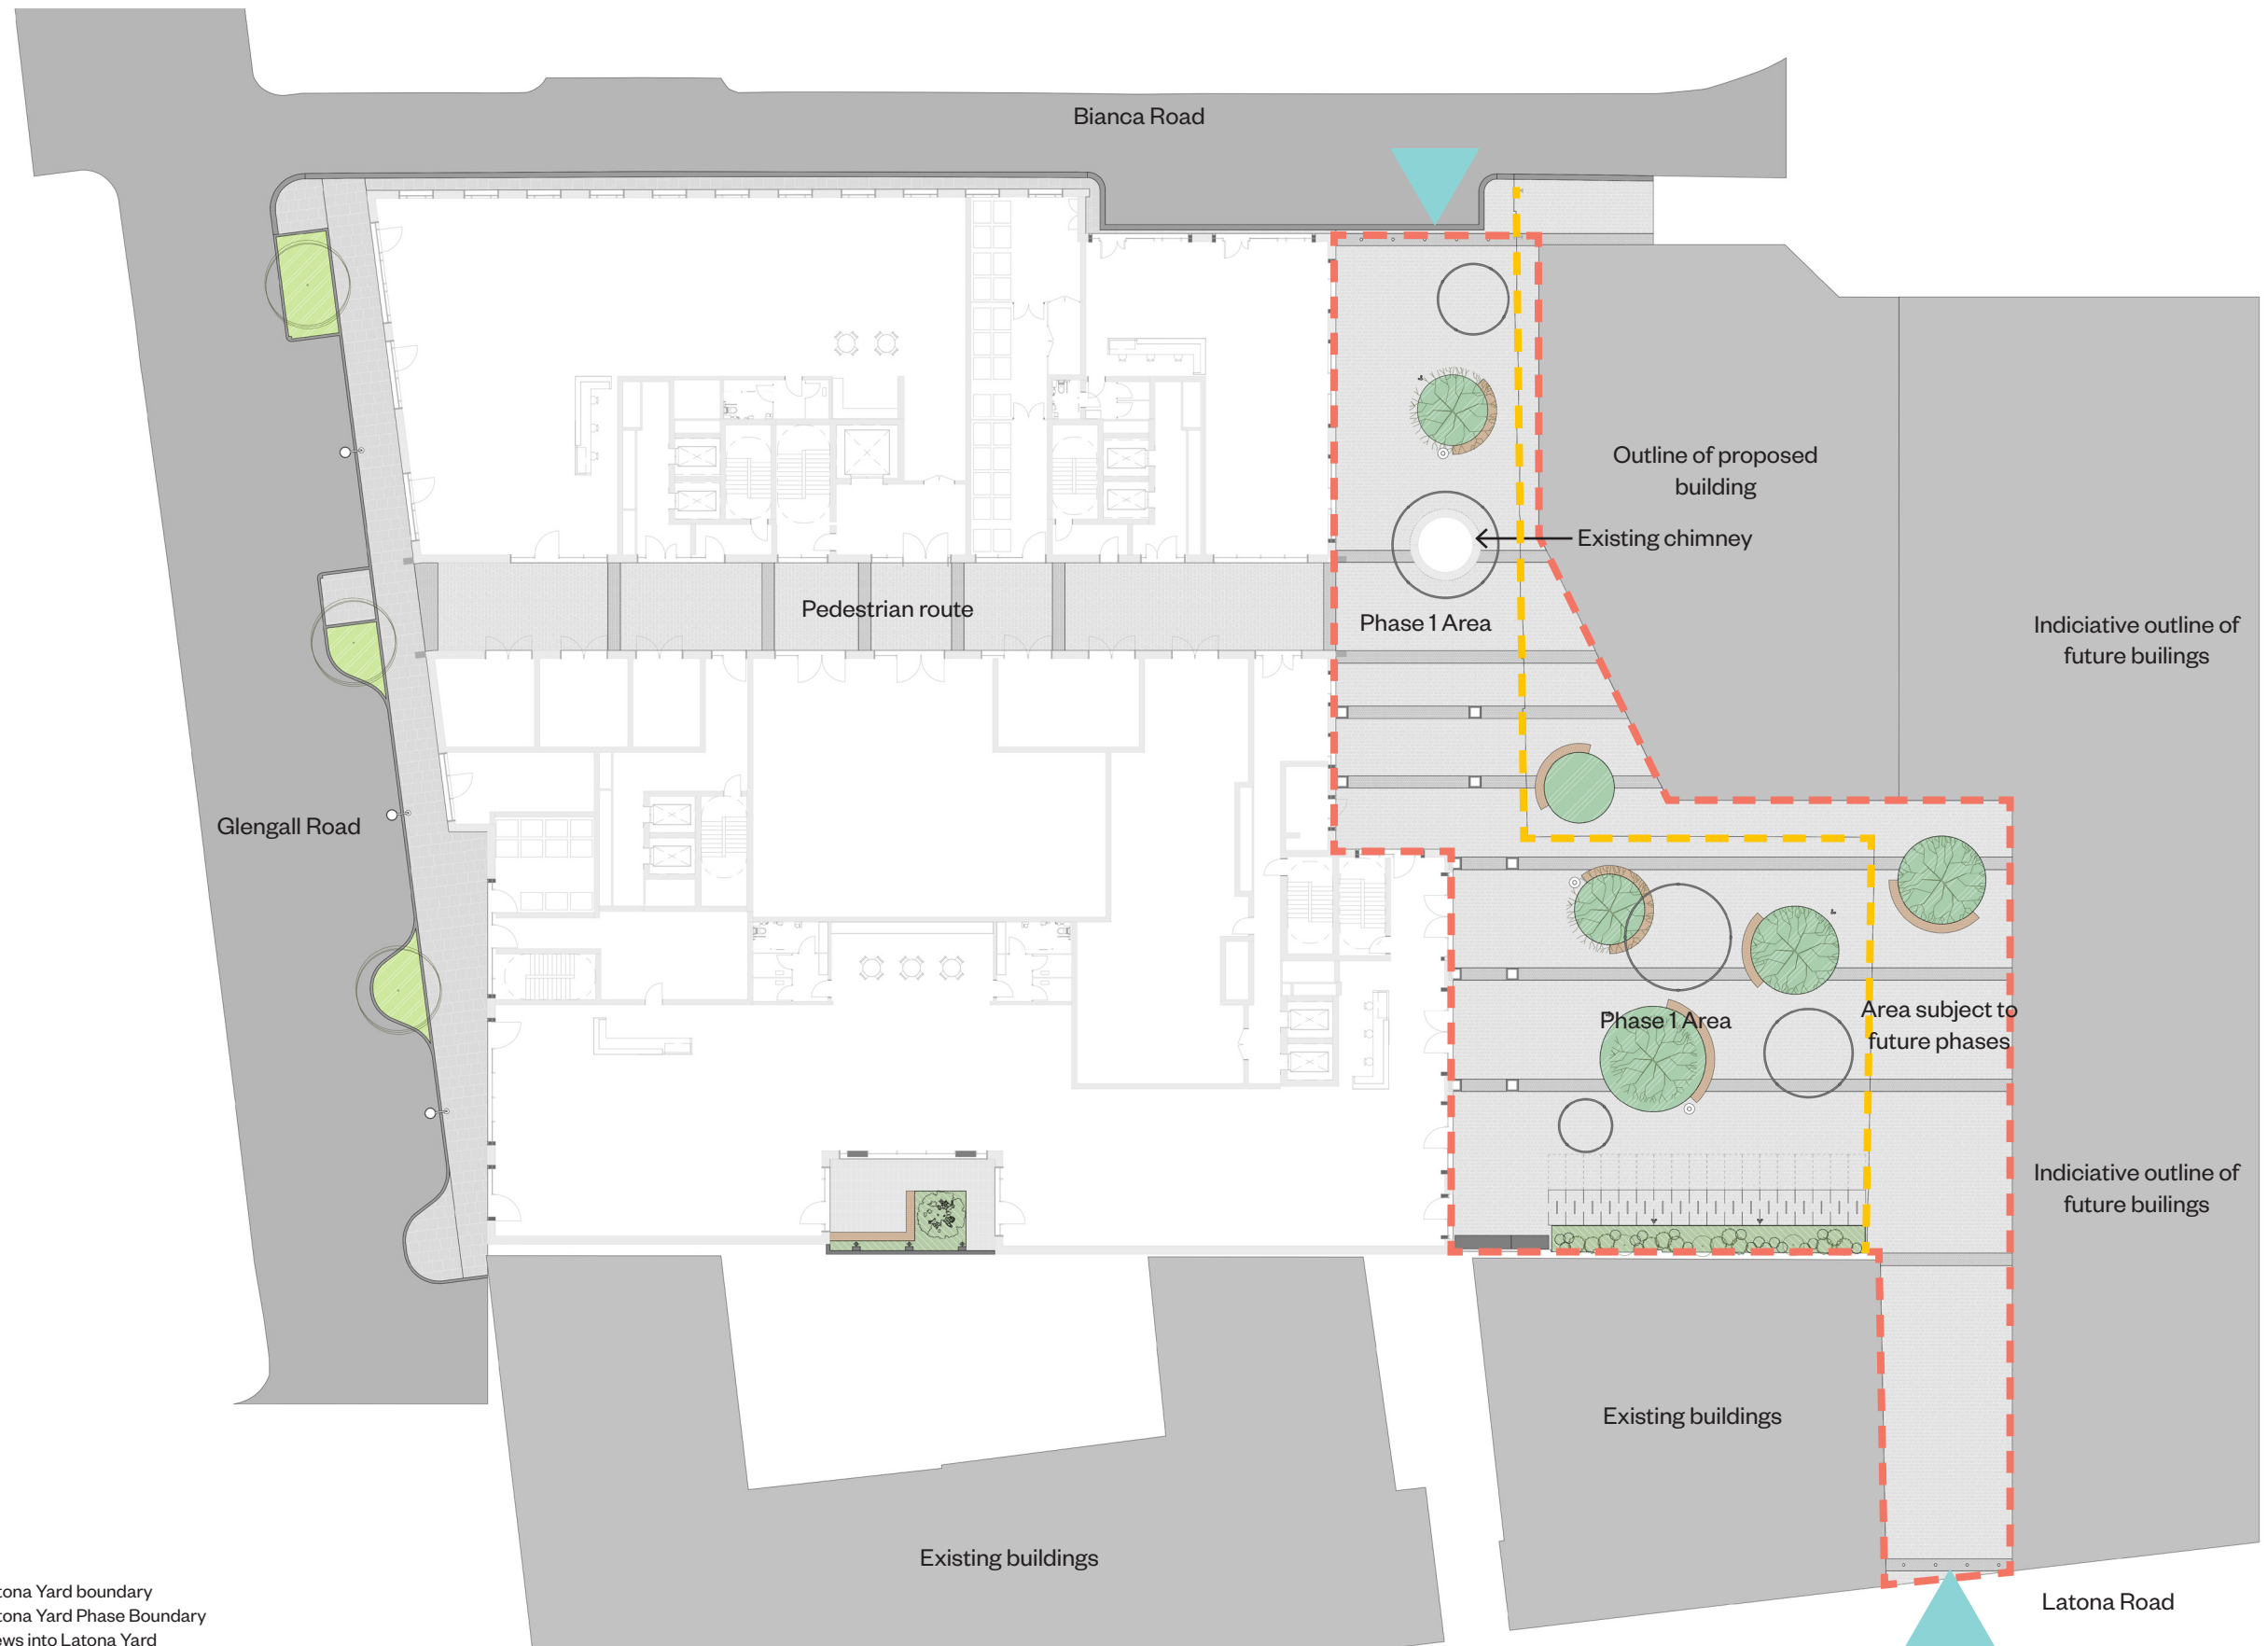 Bianca Road
Outline of proposed
building
Existing chimney
Pedestrian route
Phase 1 Area
Indiciative outline of
future builings
Glengall Road
Phase 1 Area
Area subject to
future phases
Indiciative outline of
future builings
Existing buildings
Existing buildings
tona Yard boundary
tona Yard Phase Boundary
ews into Latona Yard
Latona Road